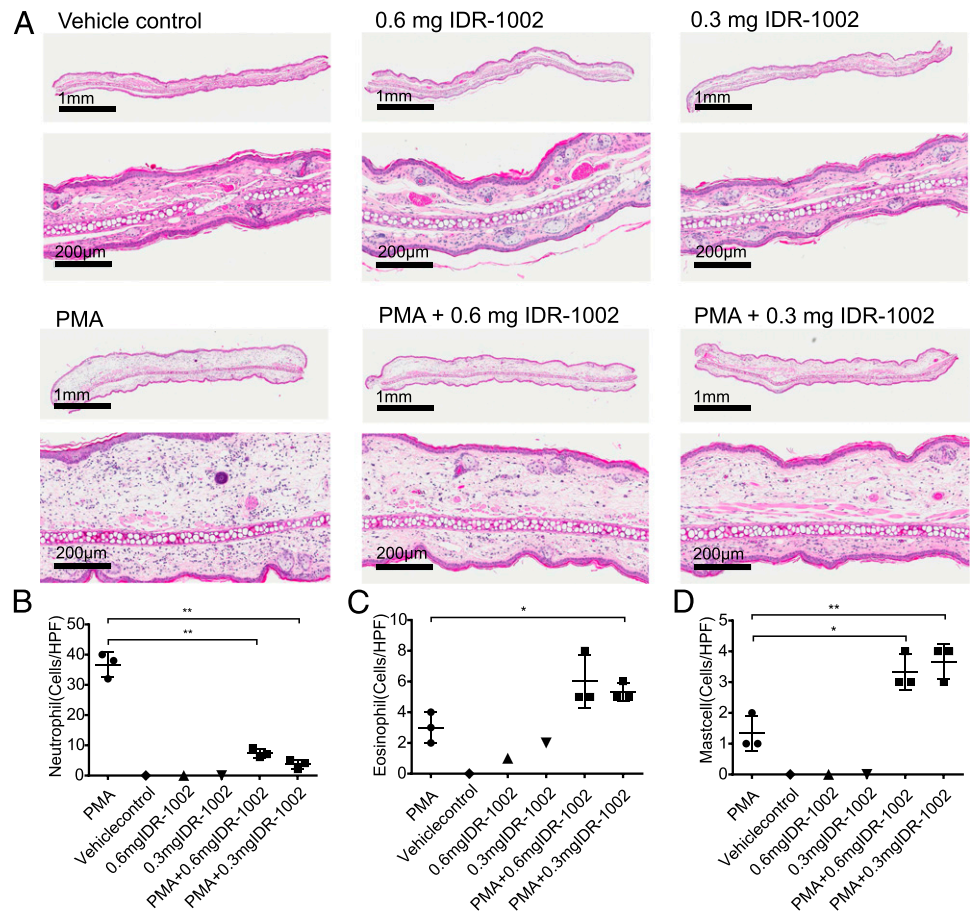 A
Vehicle control
0.6 mg IDR-1002
0.3 mg IDR-1002
1mm
1mm
1mm
200µm
200µm
200µm
PMA
PMA + 0.6 mg IDR-1002
PMA + 0.3 mg IDR-1002
1mm
1mm
1mm
200µm
200µm
200µm
B
**
**
Neutrophil(Cells/HPF)
50
40
30
20
10
0
PMA
Vehiclecontrol
0.6mgIDR-1002
0.3mgIDR-1002
PMA+0.6mgIDR-1002
PMA+0.3mgIDR-1002
C
*
Eosinophil(Cells/HPF)
10
8
6
4
2
0
PMA
Vehiclecontrol
0.6mgIDR-1002
0.3mgIDR-1002
PMA+0.6mgIDR-1002
PMA+0.3mgIDR-1002
D
**
*
Mastcell(Cells/HPF)
5
4
3
2
1
0
PMA
Vehiclecontrol
0.6mgIDR-1002
0.3mgIDR-1002
PMA+0.6mgIDR-1002
PMA+0.3mgIDR-1002